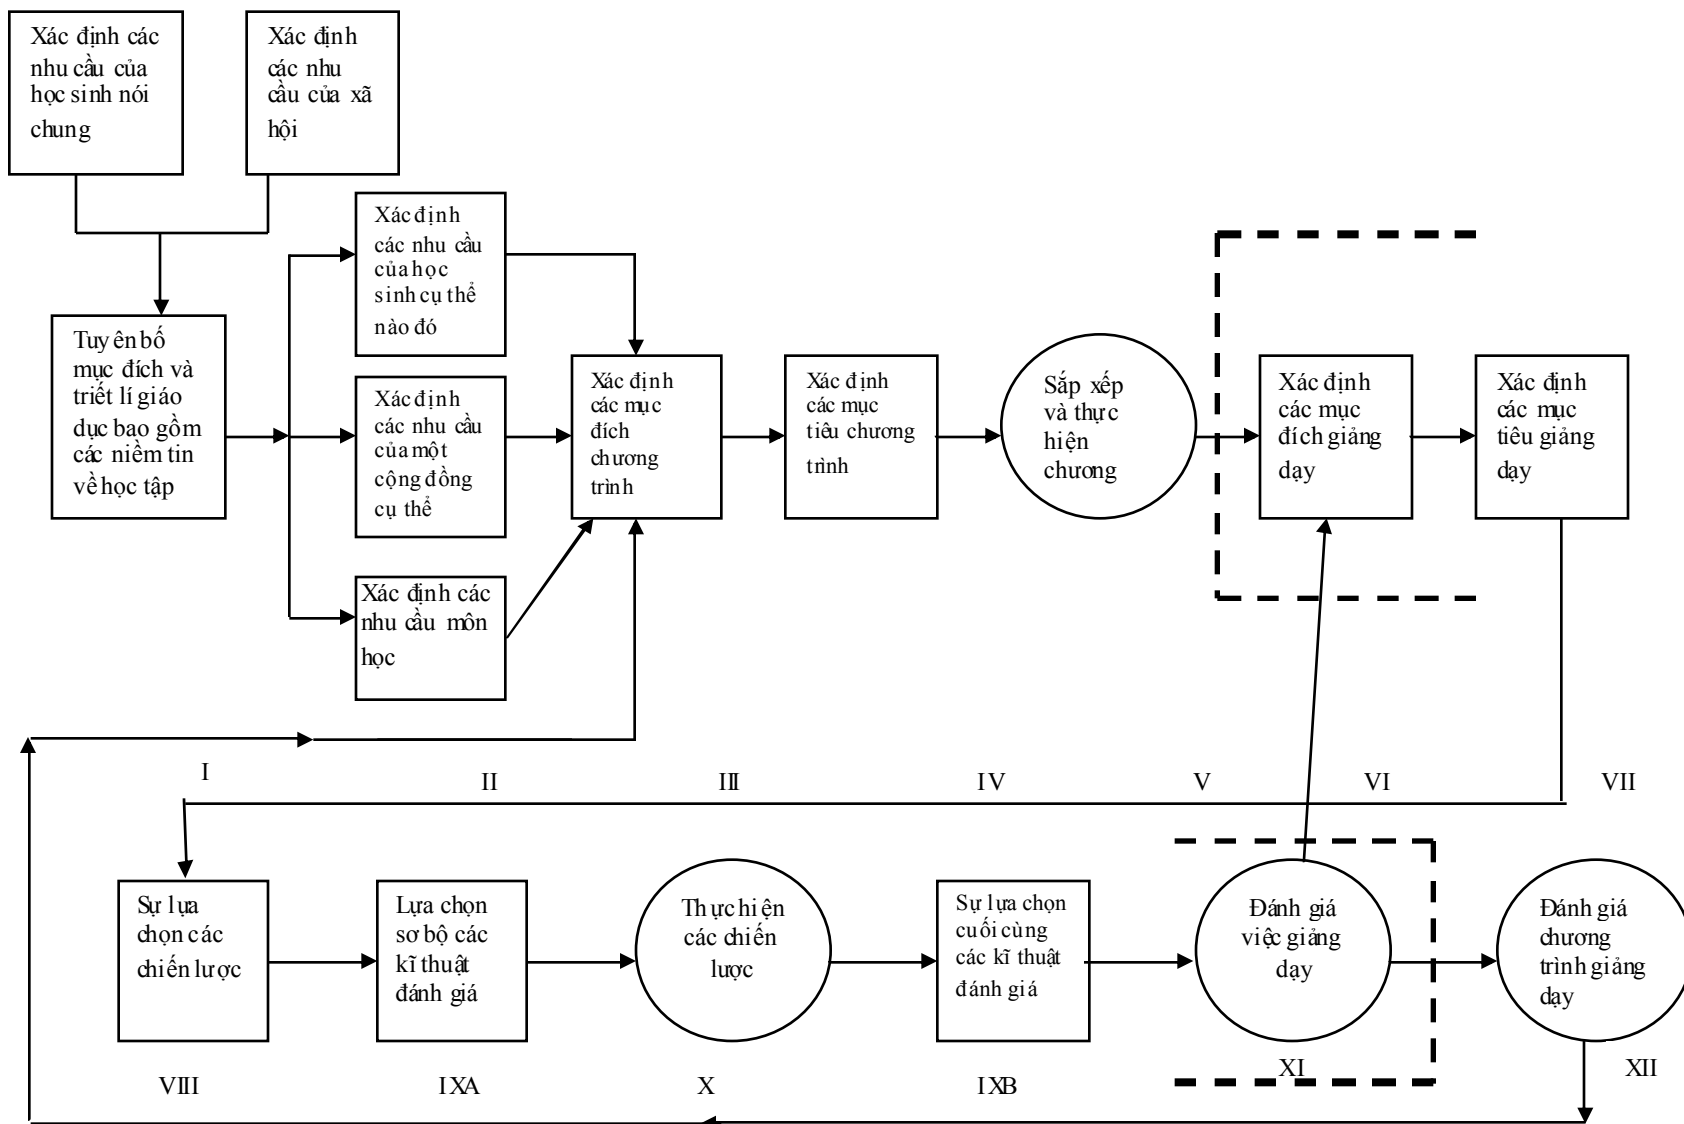 Xác định các
nhu cầu của
học sinh nói
chung
Xác định
các nhu
cầu của xã
hội
Xác định
các nhu cầu
của học
sinh cụ thể
nào đó
Tuyên bố
mục đích và
triết lí giáo
dục bao gồm
các niềm tin
về học tập
Xác định
các nhu cầu
của một
cộng đồng
cụ thể
Xác định các
nhu cầu môn
học
Xác định
các mục
đích
chương
trình
Xác định
các mục
tiêu chương
trình
Sắp xếp
và thực
hiện
chương
Xác định
các mục
đích giảng
dạy
Xác định
các mục
tiêu giảng
dạy
I
II
III
IV
V
VI
VII
Sự lựa
chọn các
chiến lược
Lựa chọn
sơ bộ các
kĩ thuật
đánh giá
Thực hiện
các chiến
lược
Sự lựa chọn
cuối cùng
các kĩ thuật
đánh giá
Đánh giá
việc giảng
dạy
Đánh giá
chương
trình giảng
dạy
VIII
IXA
X
IXB
XI
XII